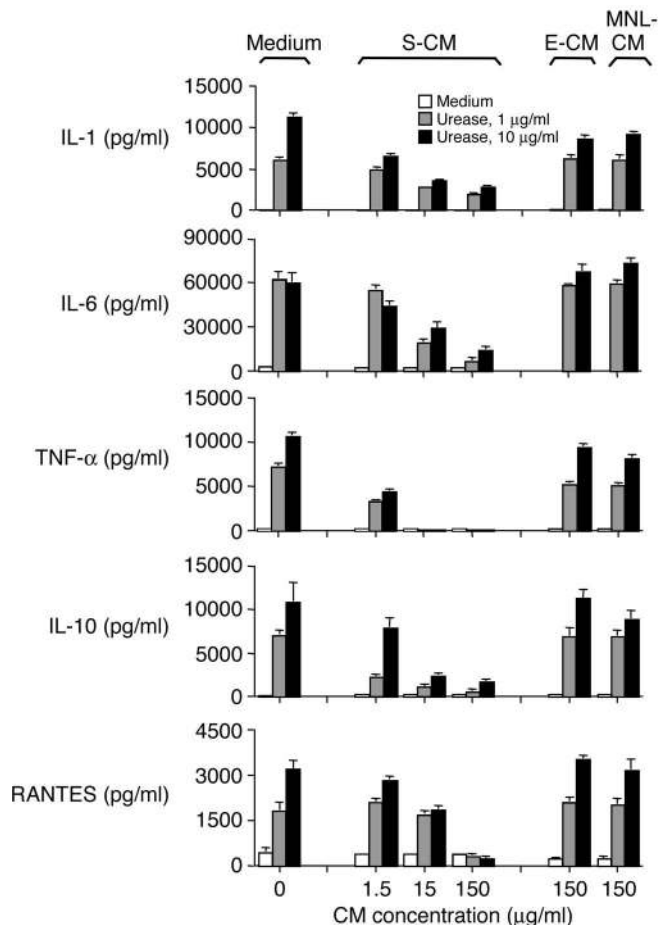 Medium S-CM E-CM MNL-CM
Medium
Urease, 1 μg/ml
Urease, 10 μg/ml
IL-1 (pg/ml)
15000
10000
5000
0
IL-6 (pg/ml)
90000
60000
30000
0
TNF-α (pg/ml)
15000
10000
5000
0
IL-10 (pg/ml)
15000
10000
5000
0
RANTES (pg/ml)
4500
3000
1500
0
0 1.5 15 150 150 150
CM concentration (μg/ml)